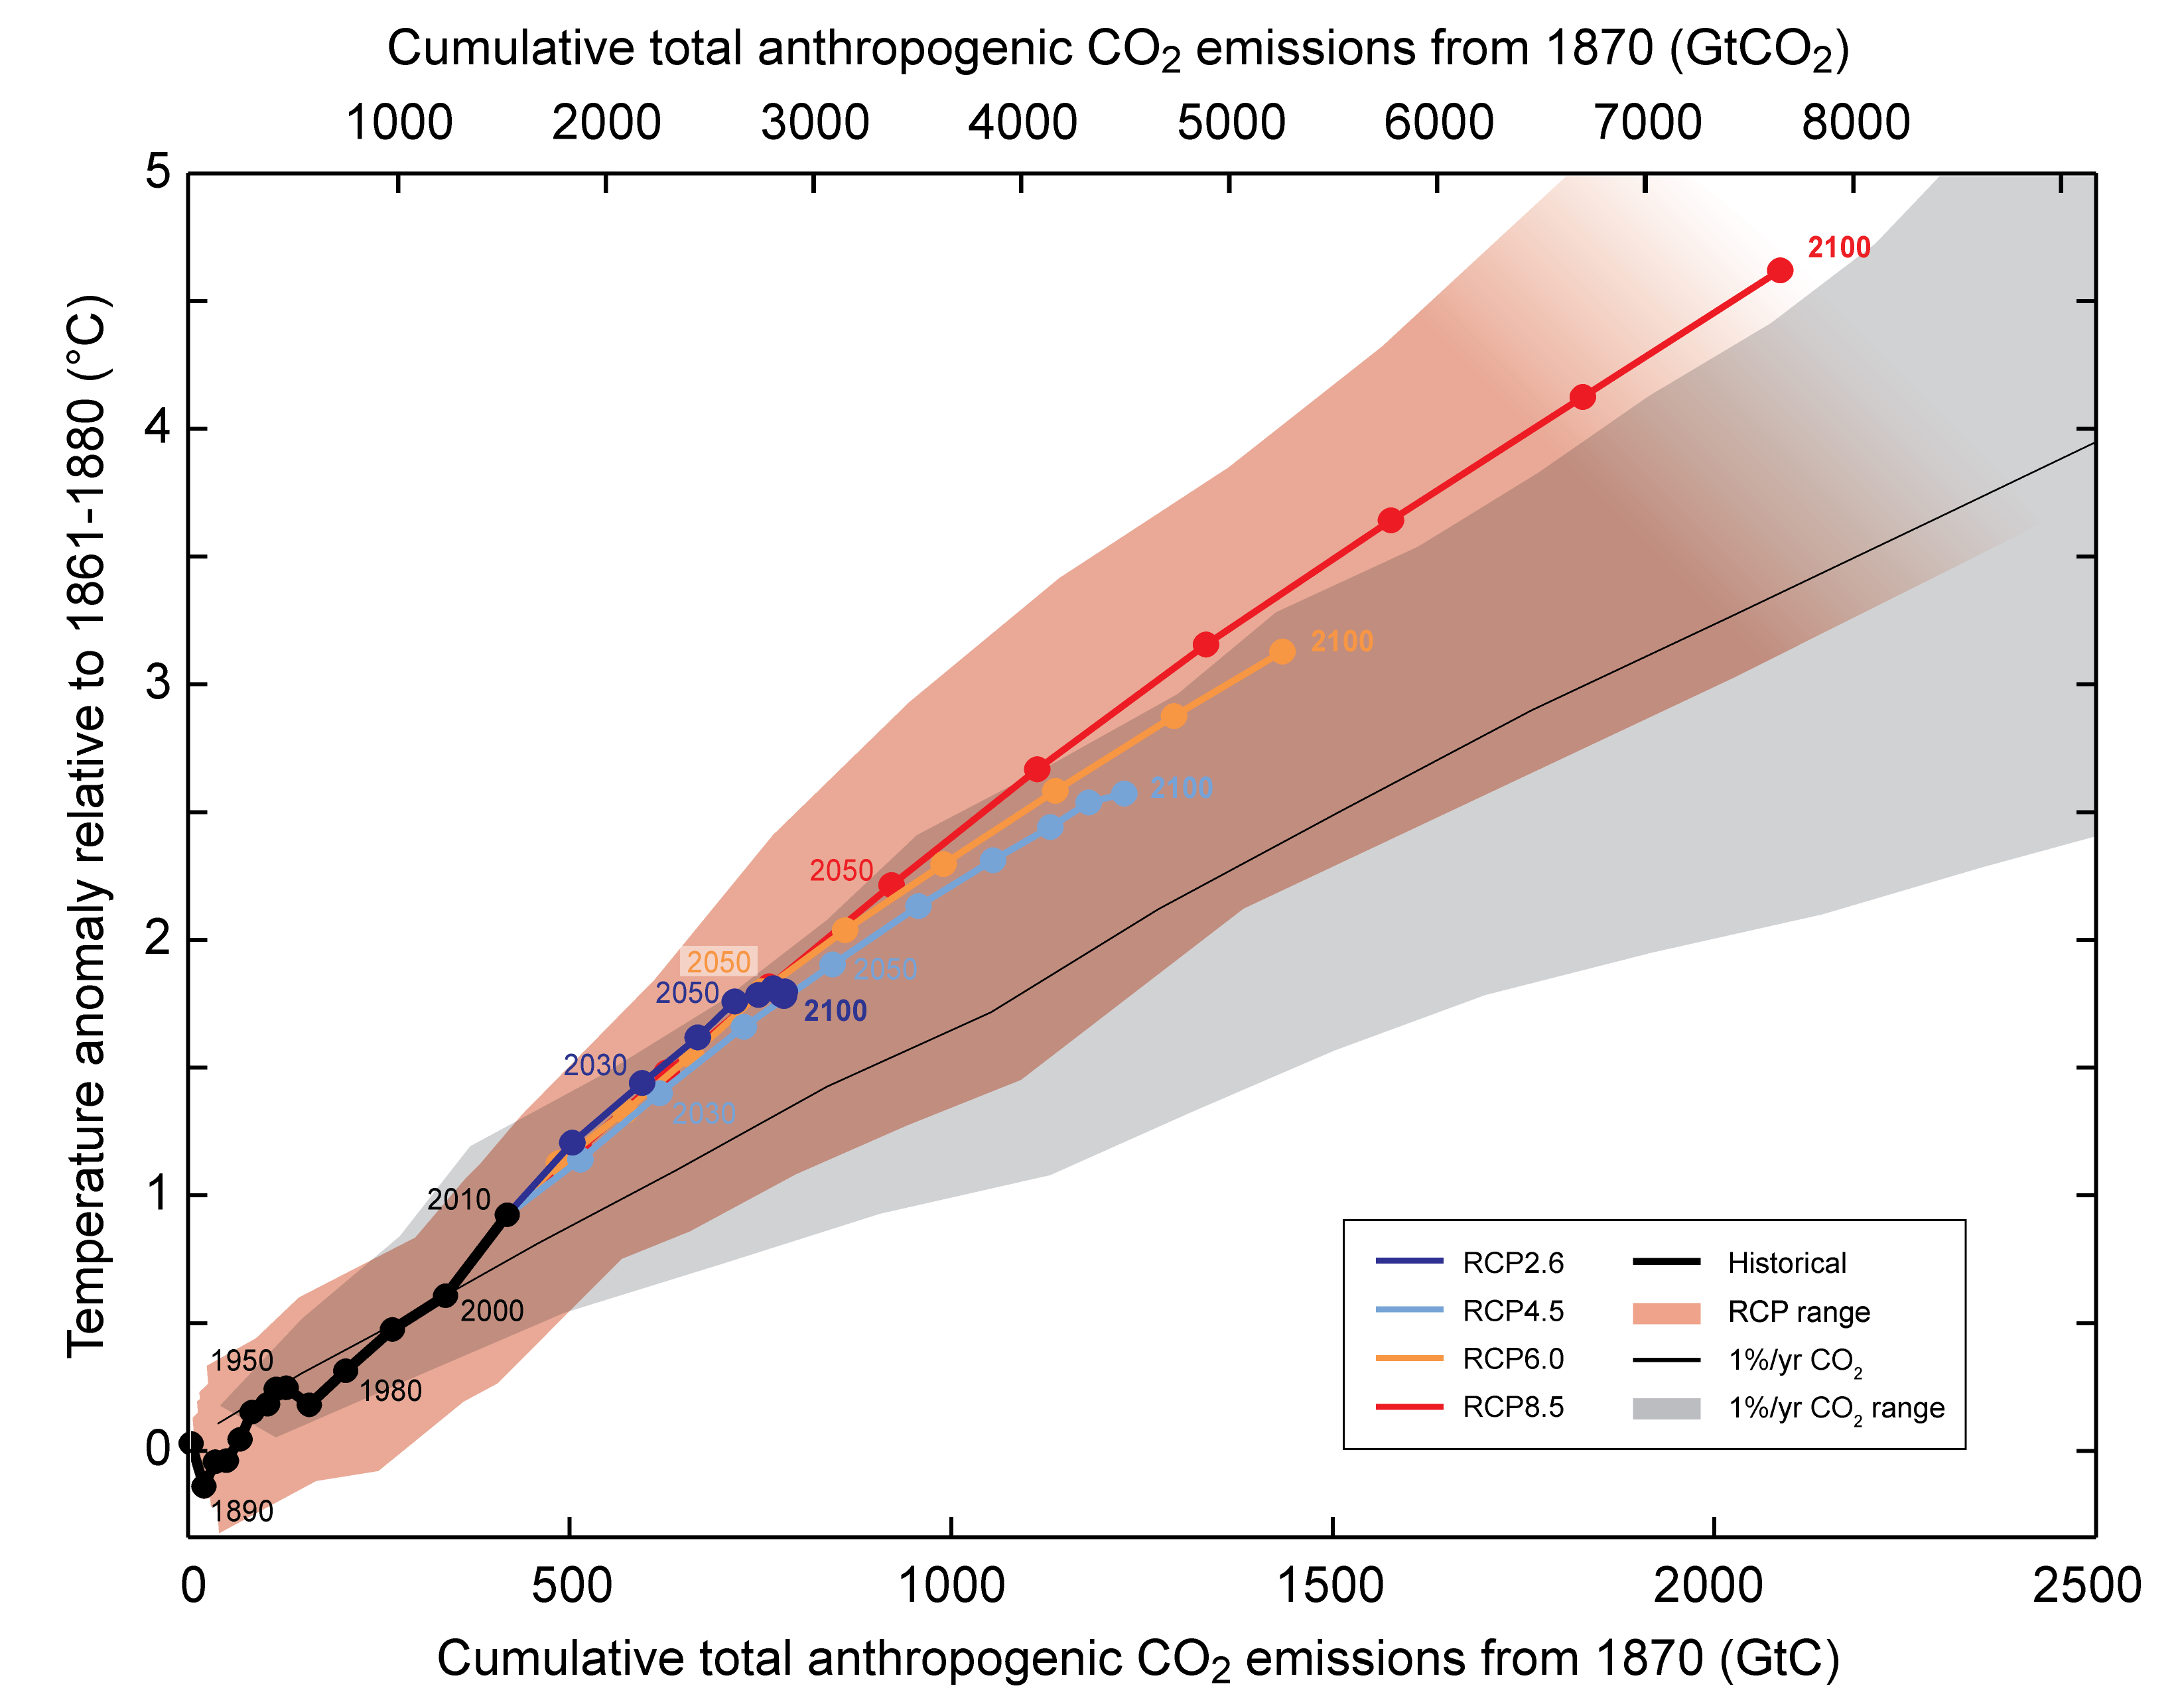 Cumulative total anthropogenic CO₂ emissions from 1870 (GtCO₂)
1000 2000 3000 4000 5000 6000 7000 8000
Temperature anomaly relative to 1861-1880 (°C)
5
4
3
2
1
0
2100
2100
2100
2050
2050
2050
2050
2100
2030
2030
2010
2000
1950
1980
1890
RCP2.6 Historical
RCP4.5 RCP range
RCP6.0 1%/yr CO₂
RCP8.5 1%/yr CO₂ range
0 500 1000 1500 2000 2500
Cumulative total anthropogenic CO₂ emissions from 1870 (GtC)